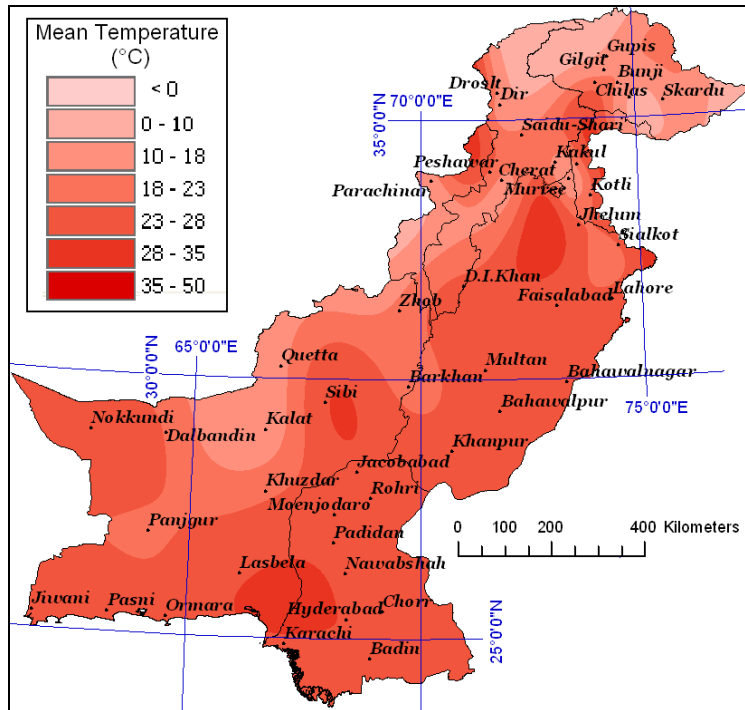 Mean Temperature
(°C)
< 0
0 - 10
10 - 18
18 - 23
23 - 28
28 - 35
35 - 50
Gupis
Gilgit
Bunji
Drosh
Chilas
Skardu
Dir
70°0'0"E
35°0'0"N
Saidu-Shari
Kakul
Peshawar
Cherat
Parachinar
Murree
Kotli
Jhelum
Sialkot
D.I.Khan
Zhob
Lahore
Faisalabad
65°0'0"E
30°0'0"N
Quetta
Multan
Barkhan
Bahawalnagar
75°0'0"E
Sibi
Nokkundi
Kalat
Bahawalpur
Dalbandin
Khanpur
Jacobabad
Khuzdar
Rohri
Moenjodaro
0 90 180 400 Kilometers
Panjgur
Padidan
Lasbela
Nawabshah
Jiwani
Pasni
Ormara
Hyderabad
Chorr
Karachi
25°0'0"N
Badin